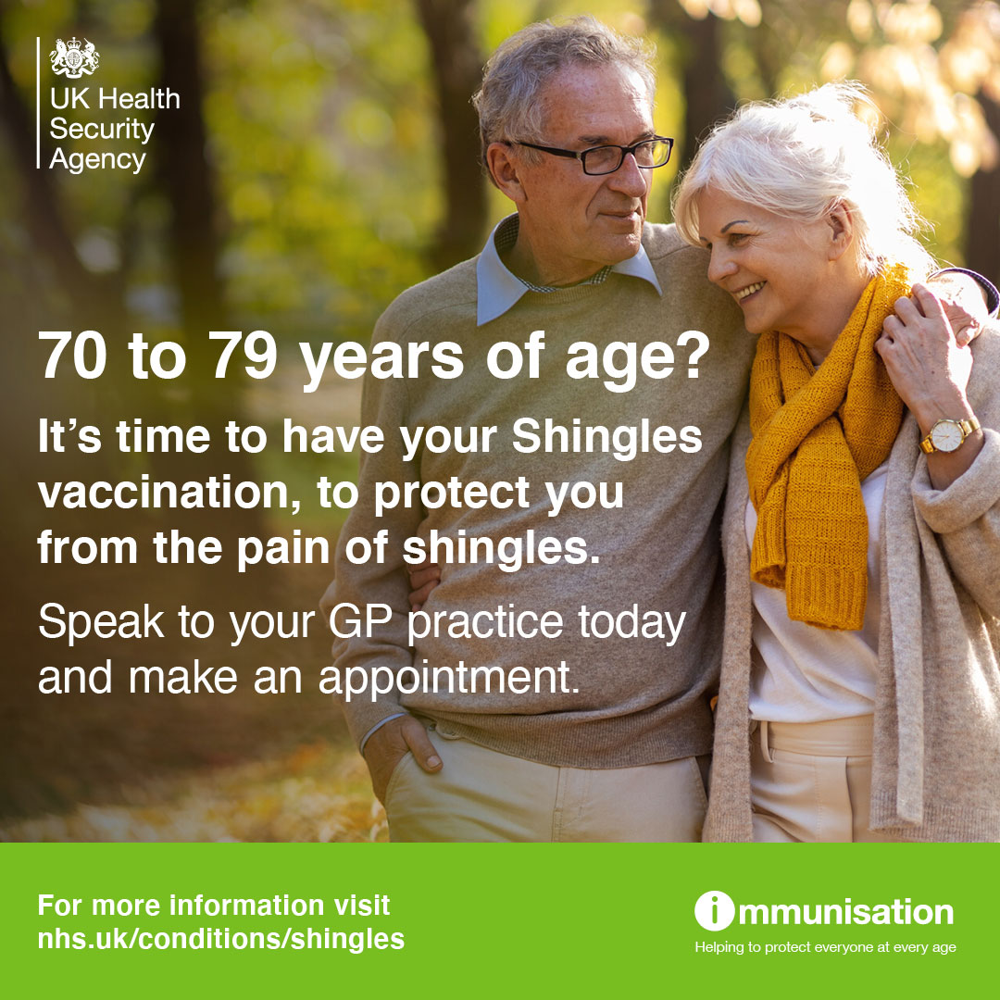 UK Health
Security
Agency
70 to 79 years of age?
It’s time to have your Shingles
vaccination, to protect you
from the pain of shingles.
Speak to your GP practice today
and make an appointment.
For more information visit
nhs.uk/conditions/shingles
immunisation
Helping to protect everyone at every age